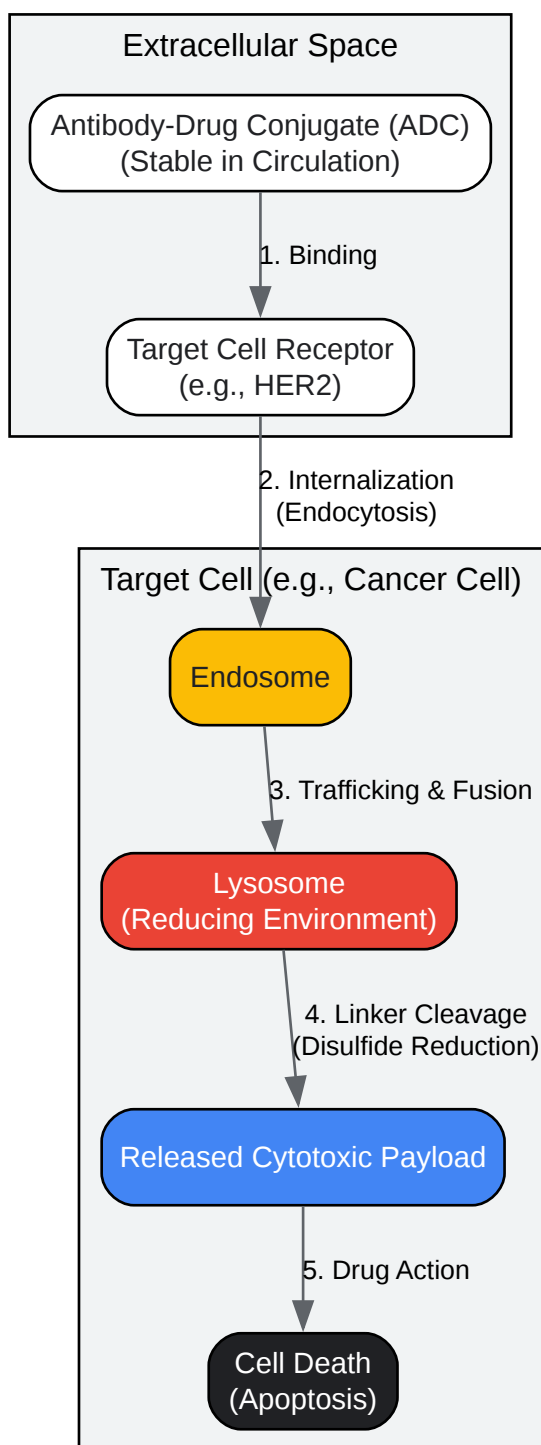 Extracellular Space
Antibody-Drug Conjugate (ADC)
(Stable in Circulation)
1. Binding
Target Cell Receptor
(e.g., HER2)
2. Internalization
(Endocytosis)
Target Cell (e.g., Cancer Cell)
Endosome
3. Trafficking & Fusion
Lysosome
(Reducing Environment)
4. Linker Cleavage
(Disulfide Reduction)
Released Cytotoxic Payload
5. Drug Action
Cell Death
(Apoptosis)